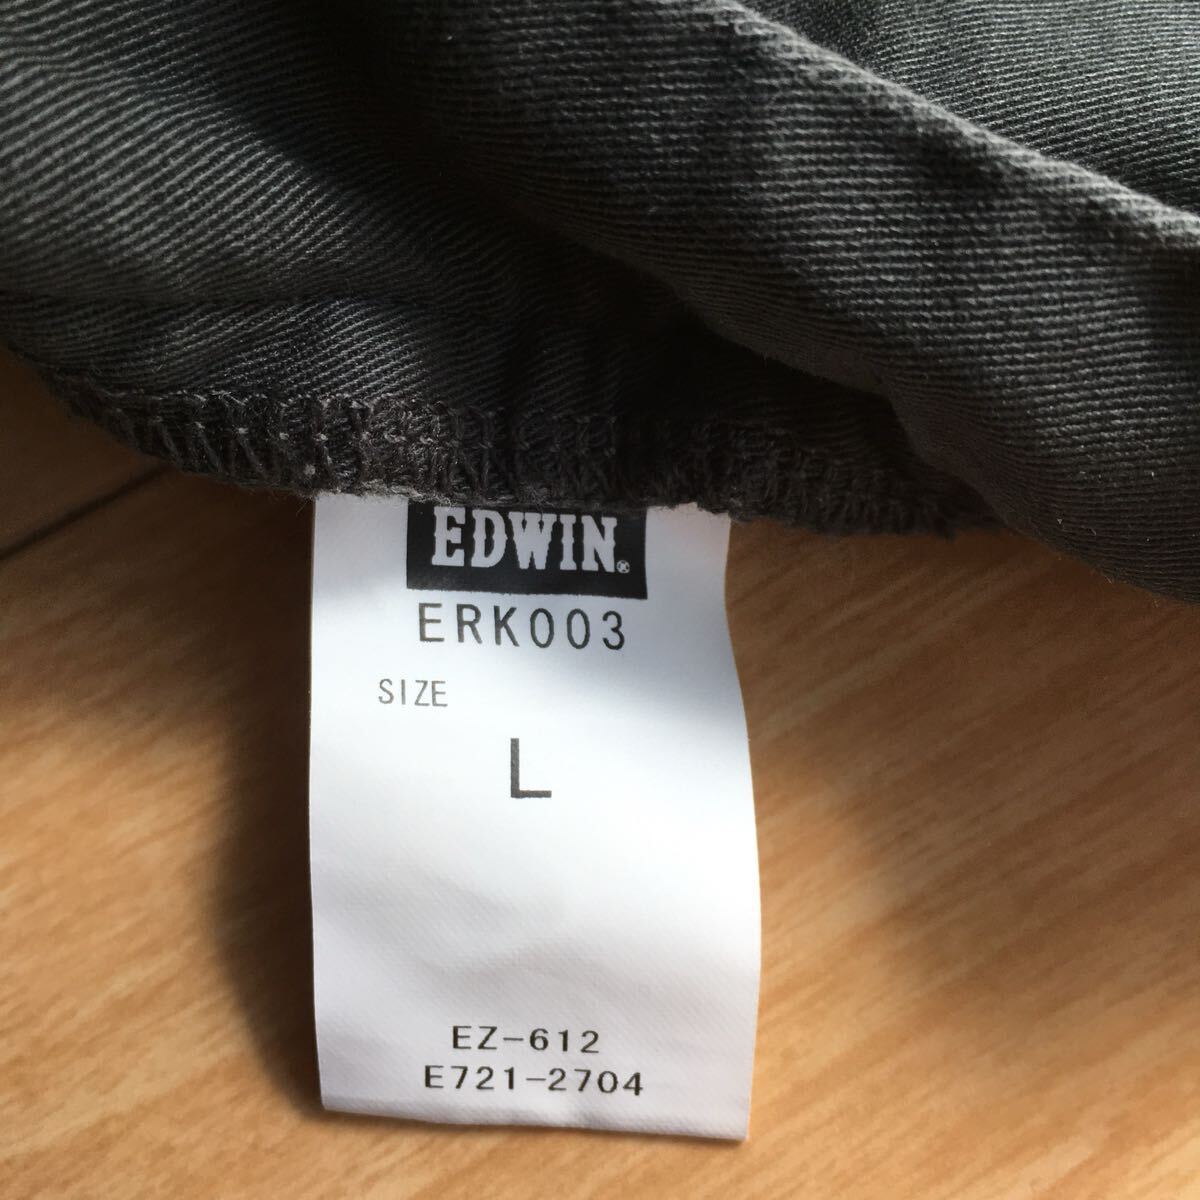 EDWIN®
ERK003
SIZE
L
EZ-612
E721-2704